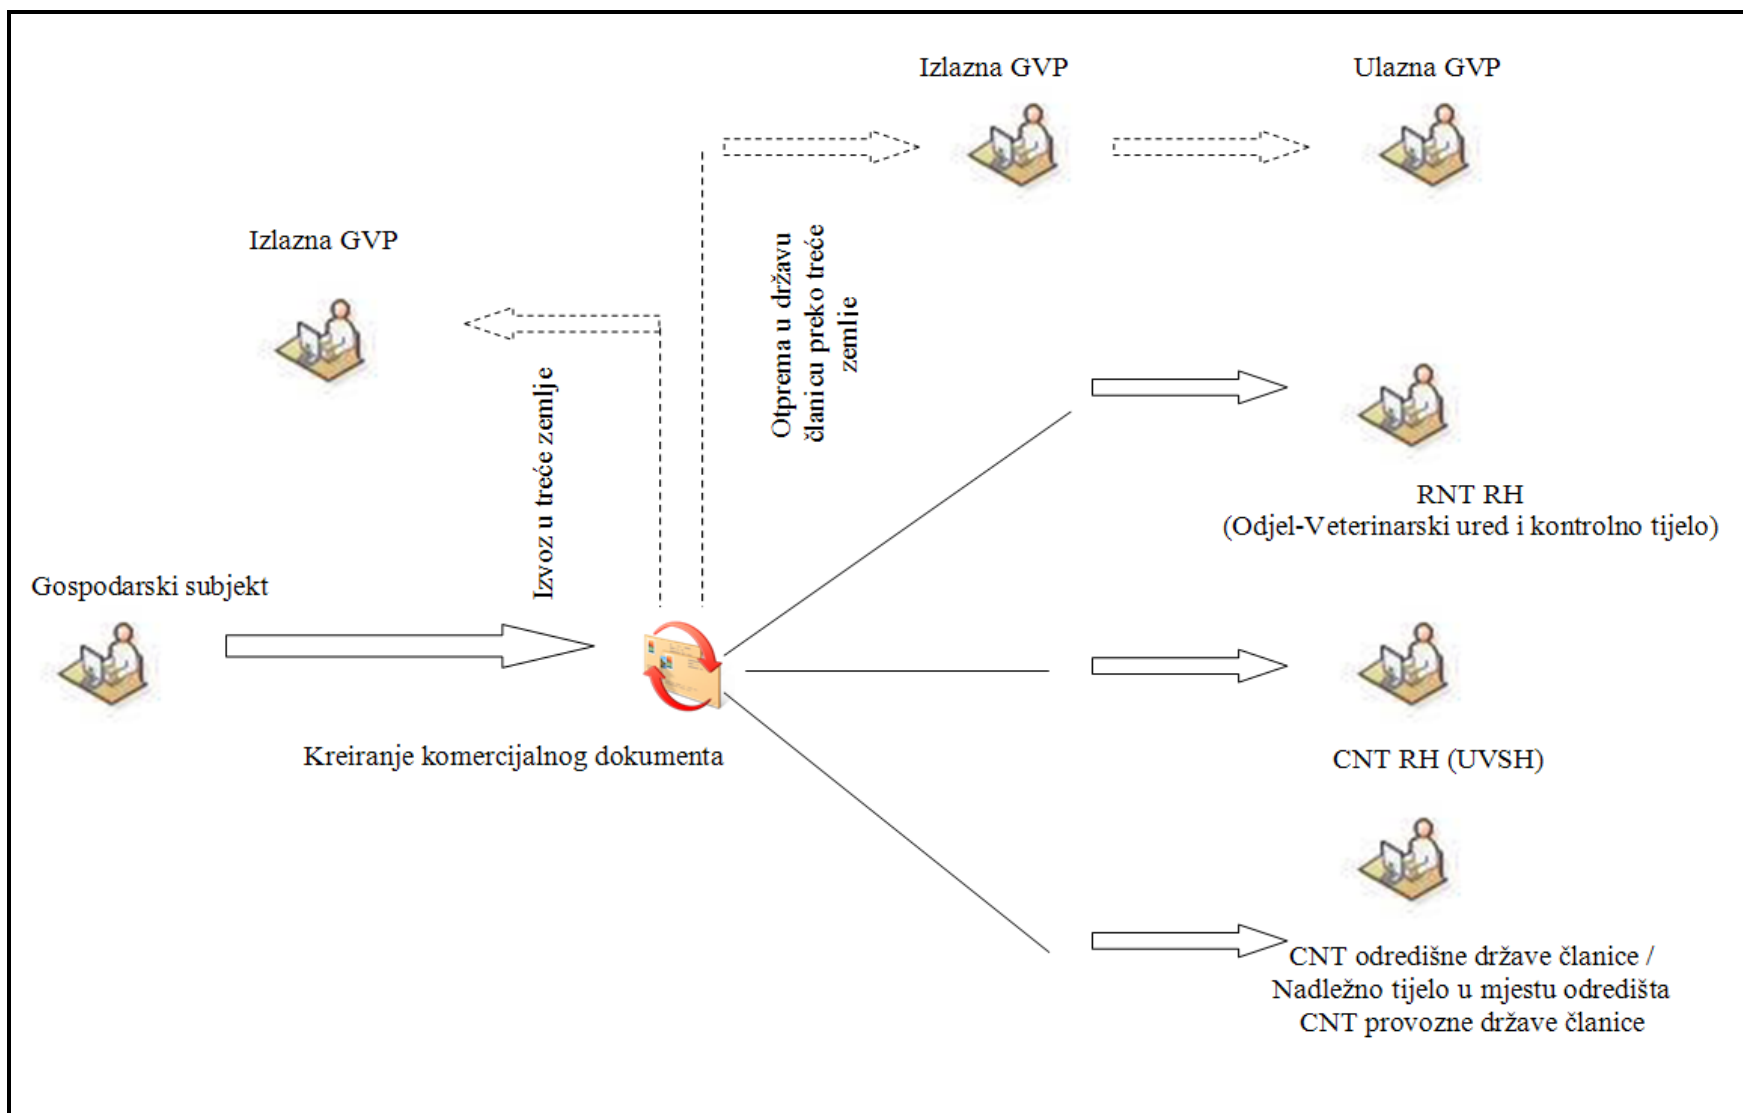 Izlazna GVP
Ulazna GVP
Izlazna GVP
Otprema u državu
članicu preko treće
zemlje
Izvoz u treće zemlje
RNT RH
(Odjel-Veterinarski ured i kontrolno tijelo)
Gospodarski subjekt
Kreiranje komercijalnog dokumenta
CNT RH (UVSH)
CNT odredišne države članice /
Nadležno tijelo u mjestu odredišta
CNT provozne države članice